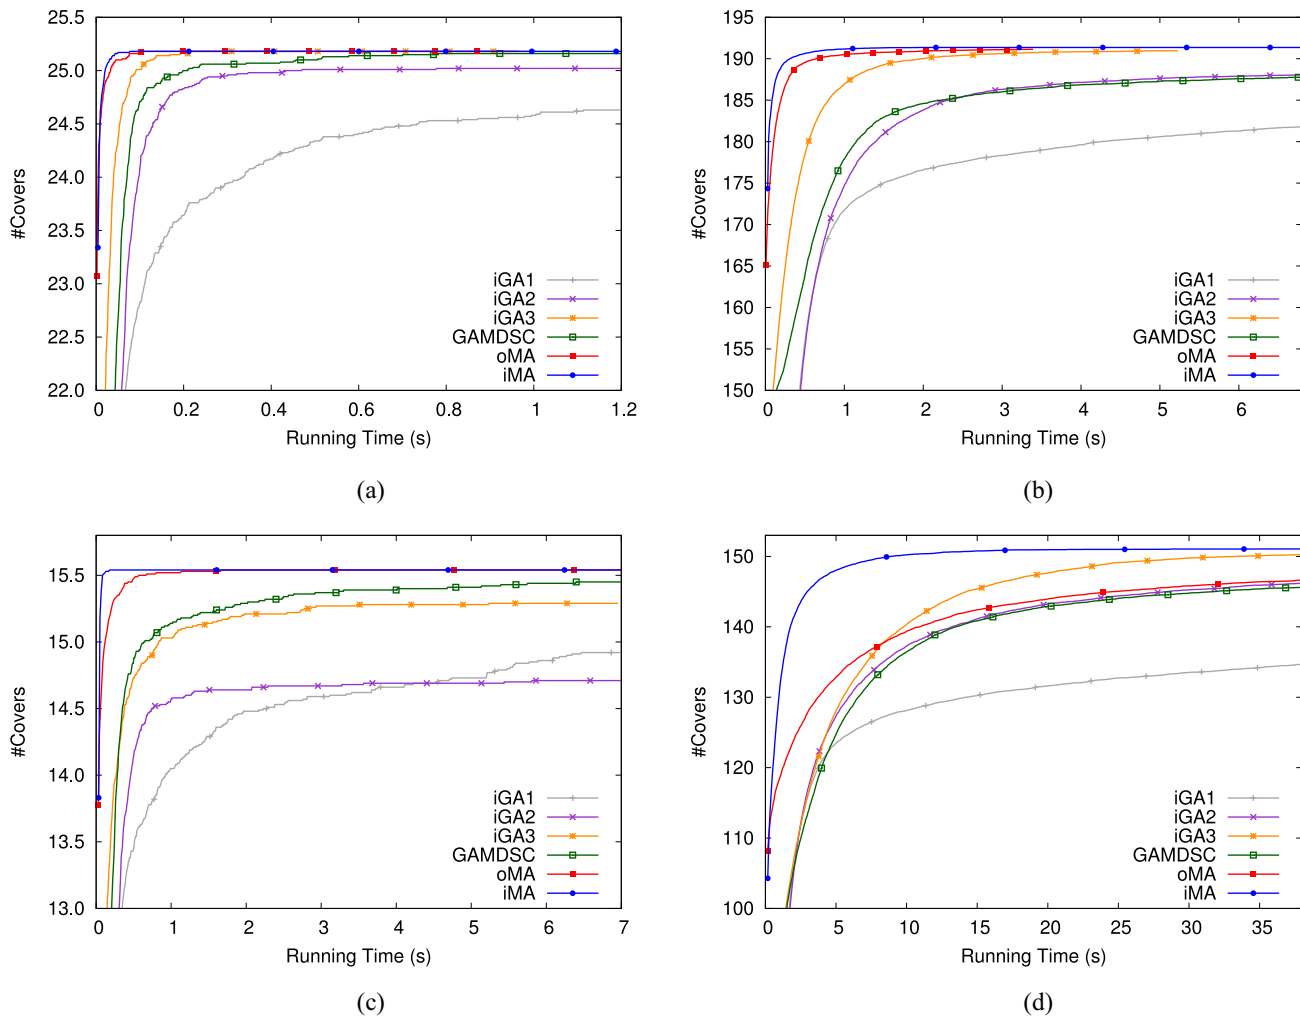 25.5
25.0
24.5
24.0
23.5
23.0
22.5
22.0
#Covers
0 0.2 0.4 0.6 0.8 1 1.2
Running Time (s)
iGA1
iGA2
iGA3
GAMDSC
oMA
iMA
(a)
195
190
185
180
175
170
165
160
155
150
#Covers
0 1 2 3 4 5 6
Running Time (s)
iGA1
iGA2
iGA3
GAMDSC
oMA
iMA
(b)
15.5
15.0
14.5
14.0
13.5
13.0
#Covers
0 1 2 3 4 5 6 7
Running Time (s)
iGA1
iGA2
iGA3
GAMDSC
oMA
iMA
(c)
150
140
130
120
110
100
#Covers
0 5 10 15 20 25 30 35
Running Time (s)
iGA1
iGA2
iGA3
GAMDSC
oMA
iMA
(d)